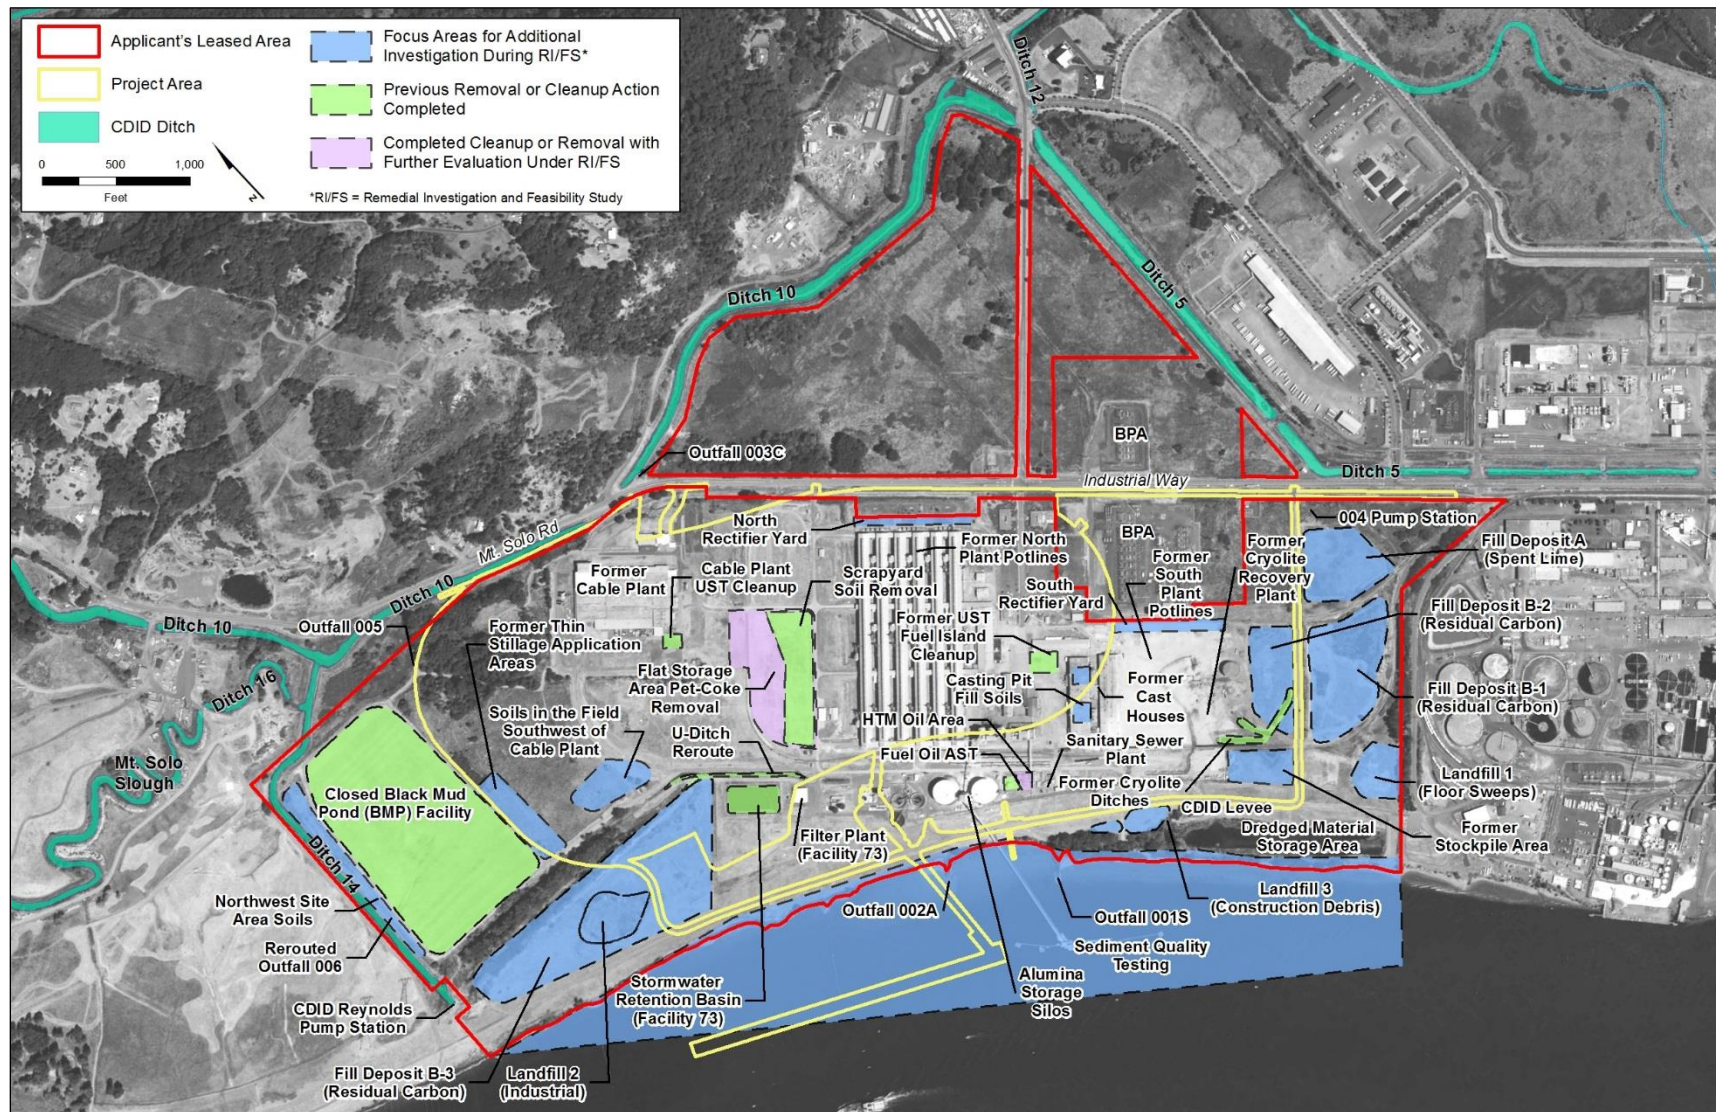 Applicant's Leased Area
Project Area
CDID Ditch
0 500 1,000
Feet
N
Focus Areas for Additional
Investigation During RI/FS*
Previous Removal or Cleanup Action
Completed
Completed Cleanup or Removal with
Further Evaluation Under RI/FS
*RI/FS = Remedial Investigation and Feasibility Study
Ditch 12
Ditch 10
Ditch 5
BPA
Outfall 003C
Ditch 5
Industrial Way
Mt. Solo Rd
North
Rectifier Yard
BPA
004 Pump Station
Former North
Plant Potlines
Former
South
Plant
Potlines
Former
Cryolite
Recovery
Plant
Fill Deposit A
(Spent Lime)
Former
Cable Plant
Cable Plant
UST Cleanup
Scrapyard
Soil Removal
South
Rectifier Yard
Ditch 10
Ditch 10
Outfall 005
Former Thin
Stillage Application
Areas
Former UST
Fuel Island
Cleanup
Fill Deposit B-2
(Residual Carbon)
Flat Storage
Area Pet-Coke
Removal
Casting Pit
Fill Soils
Former
Cast
Houses
Fill Deposit B-1
(Residual Carbon)
Ditch 16
Soils in the Field
Southwest of
Cable Plant
U-Ditch
Reroute
HTM Oil Area
Fuel Oil AST
Sanitary Sewer
Plant
Mt. Solo
Slough
Closed Black Mud
Pond (BMP) Facility
Former Cryolite
Ditches
CDID Levee
Landfill 1
(Floor Sweeps)
Filter Plant
(Facility 73)
Dredged Material
Storage Area
Former
Stockpile Area
Ditch 14
Northwest Site
Area Soils
Rerouted
Outfall 006
Outfall 002A
Outfall 001S
Landfill 3
(Construction Debris)
Sediment Quality
Testing
CDID Reynolds
Pump Station
Stormwater
Retention Basin
(Facility 73)
Alumina
Storage
Silos
Fill Deposit B-3
(Residual Carbon)
Landfill 2
(Industrial)